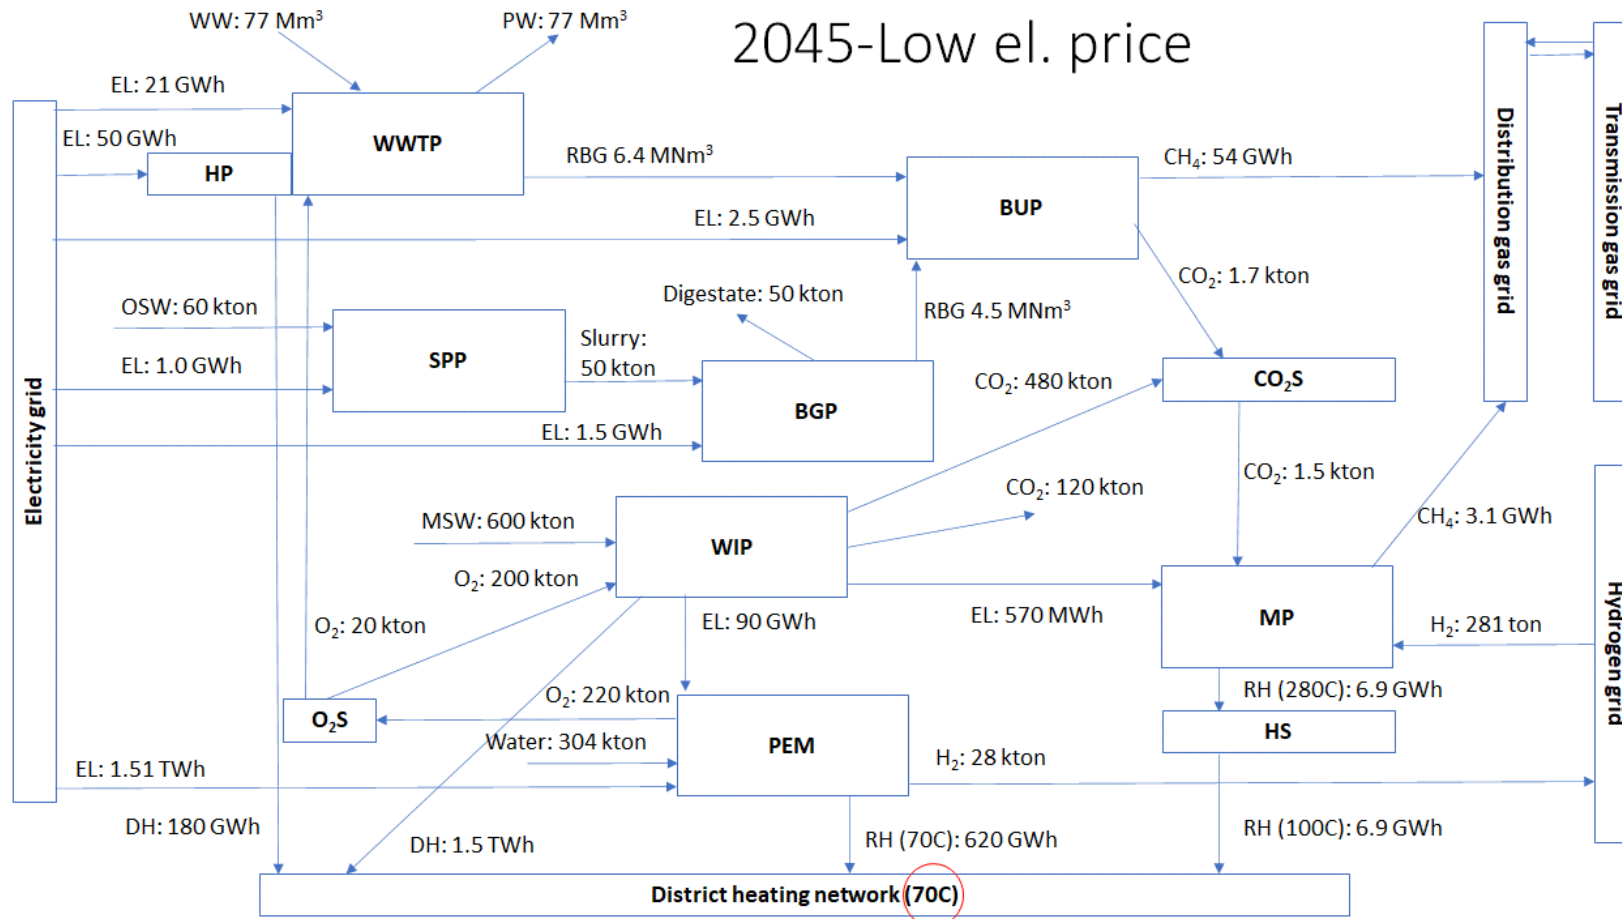 2045-Low el. price
WW: 77 Mm³
PW: 77 Mm³
EL: 21 GWh
EL: 50 GWh
HP
WWTP
RBG 6.4 MNm³
EL: 2.5 GWh
BUP
CH₄: 54 GWh
Distribution gas grid
Transmission gas grid
CO₂: 1.7 kton
OSW: 60 kton
EL: 1.0 GWh
SPP
Slurry:
50 kton
Digestate: 50 kton
RBG 4.5 MNm³
BGP
EL: 1.5 GWh
Electricity grid
CO₂: 480 kton
CO₂S
CO₂: 120 kton
CO₂: 1.5 kton
CH₄: 3.1 GWh
MSW: 600 kton
WIP
O₂: 200 kton
O₂: 20 kton
EL: 90 GWh
EL: 570 MWh
MP
H₂: 281 ton
Hydrogen grid
RH (280C): 6.9 GWh
HS
O₂S
O₂: 220 kton
Water: 304 kton
PEM
H₂: 28 kton
EL: 1.51 TWh
DH: 180 GWh
DH: 1.5 TWh
RH (70C): 620 GWh
RH (100C): 6.9 GWh
District heating network (70C)